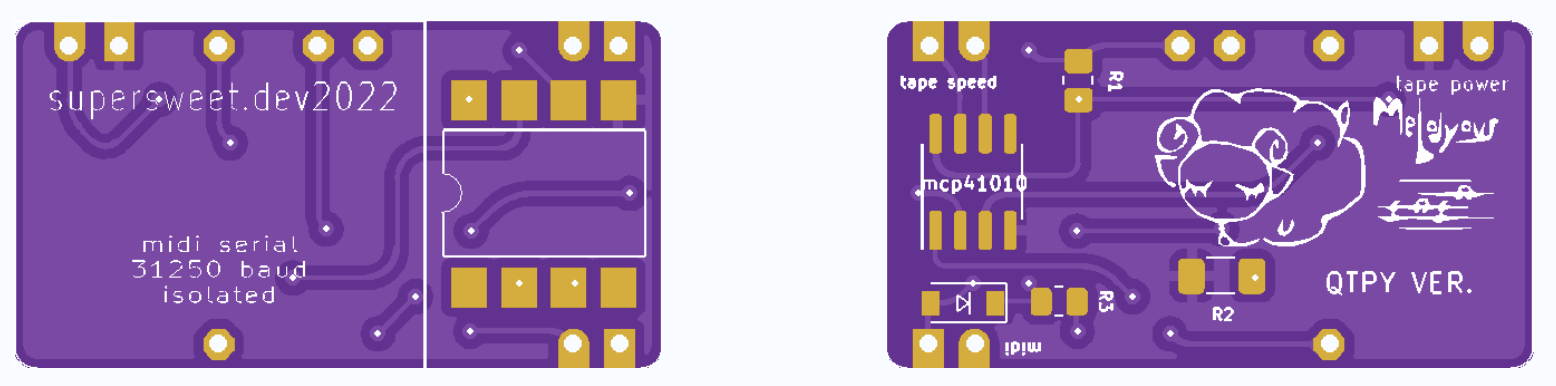 supersweet.dev2022
midi serial
31250 baud
isolated
tape speed
R1
tape power
Melodyous
mcp41010
QTPY VER.
R3
R2
midi